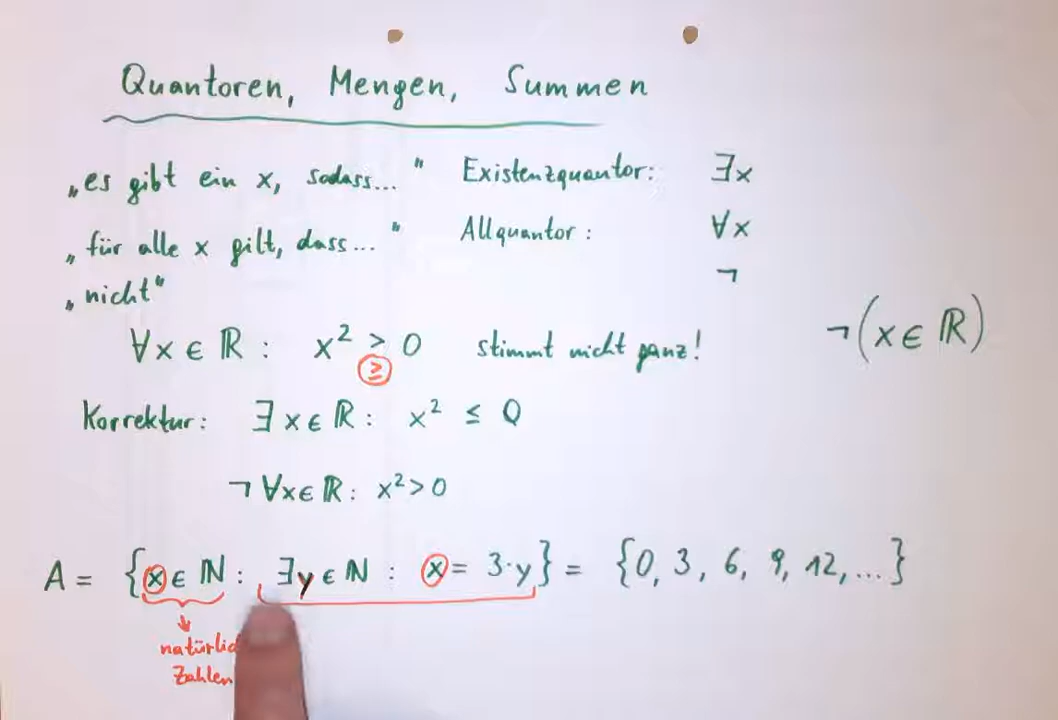 Quantoren, Mengen, Summen
„es gibt ein x, sodass..." Existenzquantor: ∃x
„für alle x gilt, dass..." Allquantor: ∀x
„nicht" ¬
∀x ∈ ℝ: x² > 0 stimmt nicht ganz! ¬(x ∈ ℝ)
≥
Korrektur: ∃x ∈ ℝ: x² ≤ 0
¬∀x ∈ ℝ: x² > 0
A = {x ∈ ℕ: ∃y ∈ ℕ: x = 3·y} = {0, 3, 6, 9, 12, ...}
Zahlen